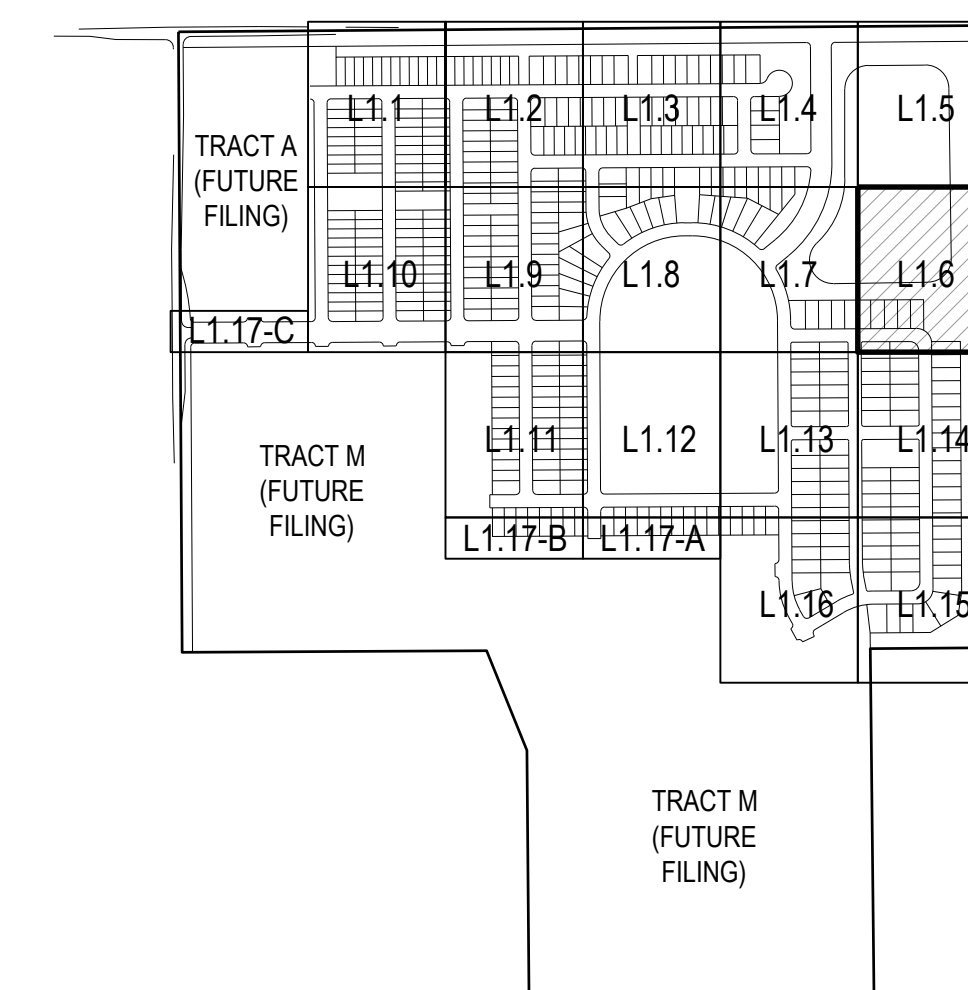 L1.1
L1.2
L1.3
L1.4
L1.5
TRACT A
(FUTURE
FILING)
L1.10
L1.9
L1.8
L1.7
L1.6
L1.17-C
TRACT M
(FUTURE
FILING)
L1.11
L1.12
L1.13
L1.14
L1.17-B
L1.17-A
L1.16
L1.15
TRACT M
(FUTURE
FILING)